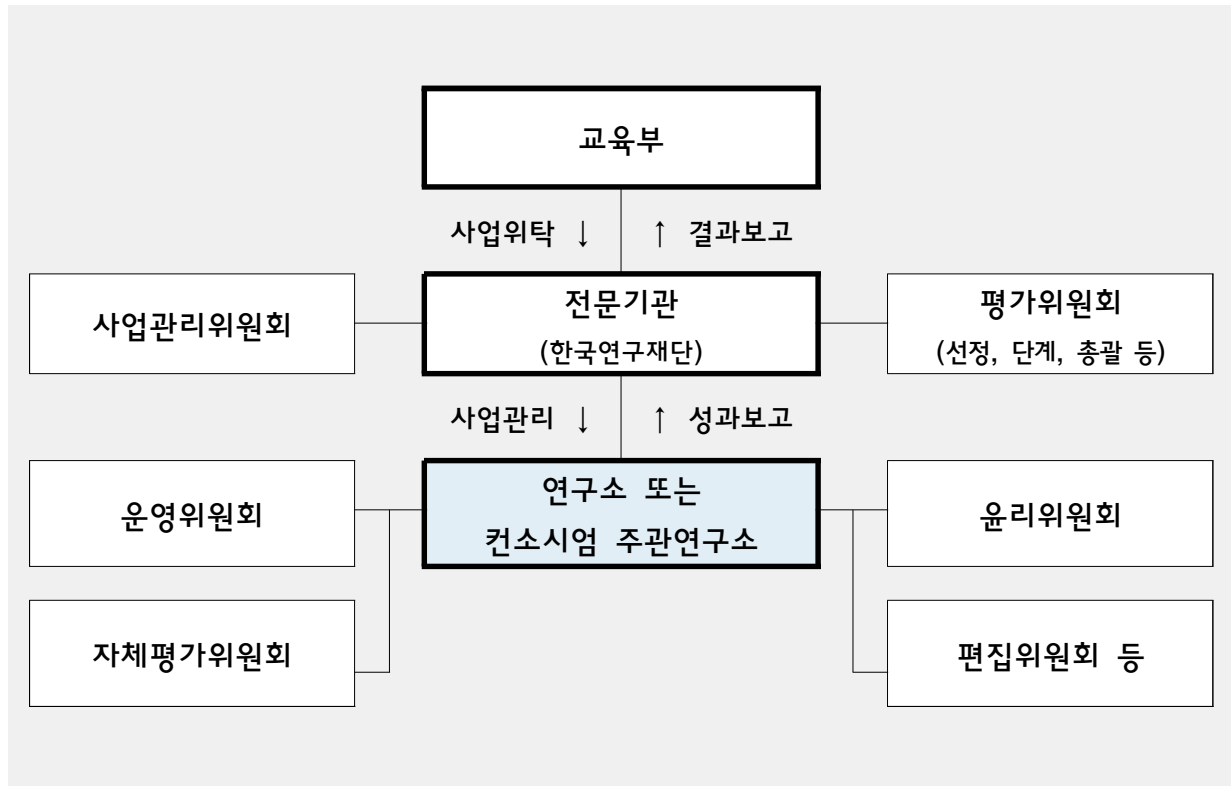 교육부
사업위탁 ↓ ↑ 결과보고
사업관리위원회
전문기관
(한국연구재단)
평가위원회
(선정, 단계, 총괄 등)
사업관리 ↓ ↑ 성과보고
운영위원회
연구소 또는
컨소시엄 주관연구소
윤리위원회
자체평가위원회
편집위원회 등